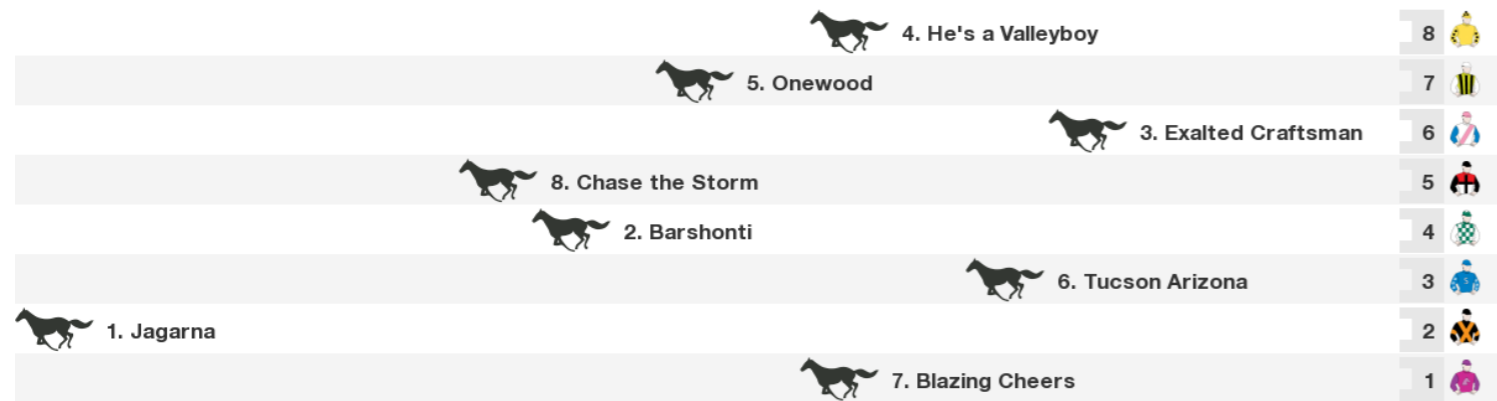 4. He's a Valleyboy 8
5. Onewood 7
3. Exalted Craftsman 6
8. Chase the Storm 5
2. Barshonti 4
6. Tucson Arizona 3
1. Jagarna 2
7. Blazing Cheers 1